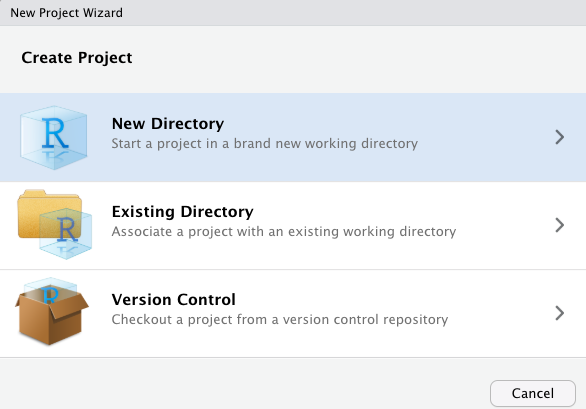 New Project Wizard
Create Project
R
New Directory
Start a project in a brand new working directory
R
Existing Directory
Associate a project with an existing working directory
R
Version Control
Checkout a project from a version control repository
Cancel